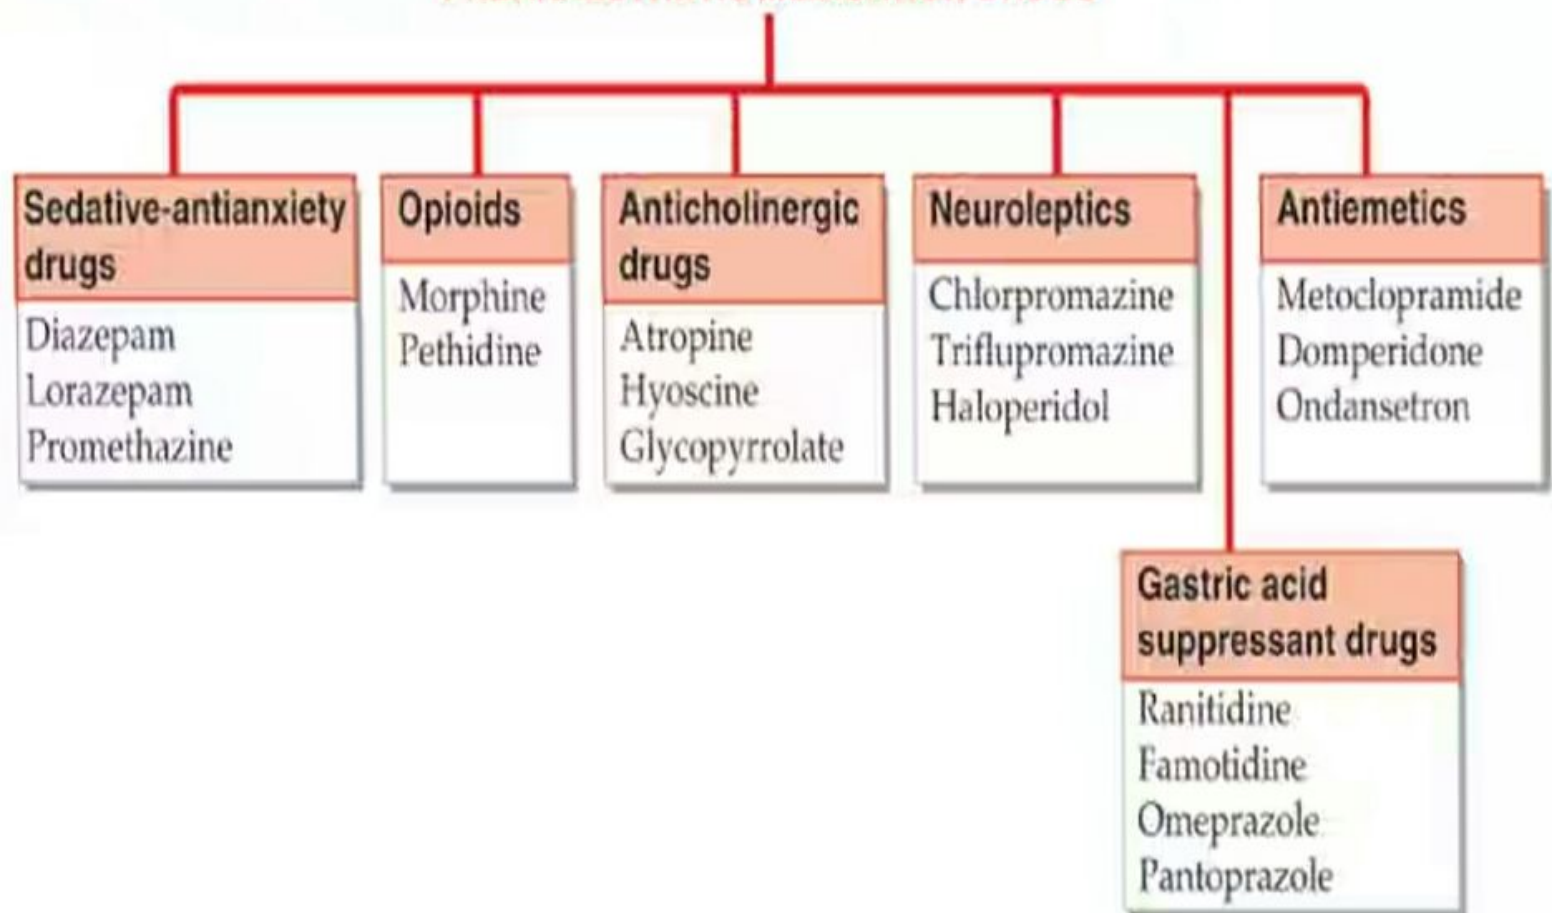 Sedative-antianxiety
drugs
Diazepam
Lorazepam
Promethazine
Opioids
Morphine
Pethidine
Anticholinergic
drugs
Atropine
Hyoscine
Glycopyrrolate
Neuroleptics
Chlorpromazine
Triflupromazine
Haloperidol
Antiemetics
Metoclopramide
Domperidone
Ondansetron
Gastric acid
suppressant drugs
Ranitidine
Famotidine
Omeprazole
Pantoprazole